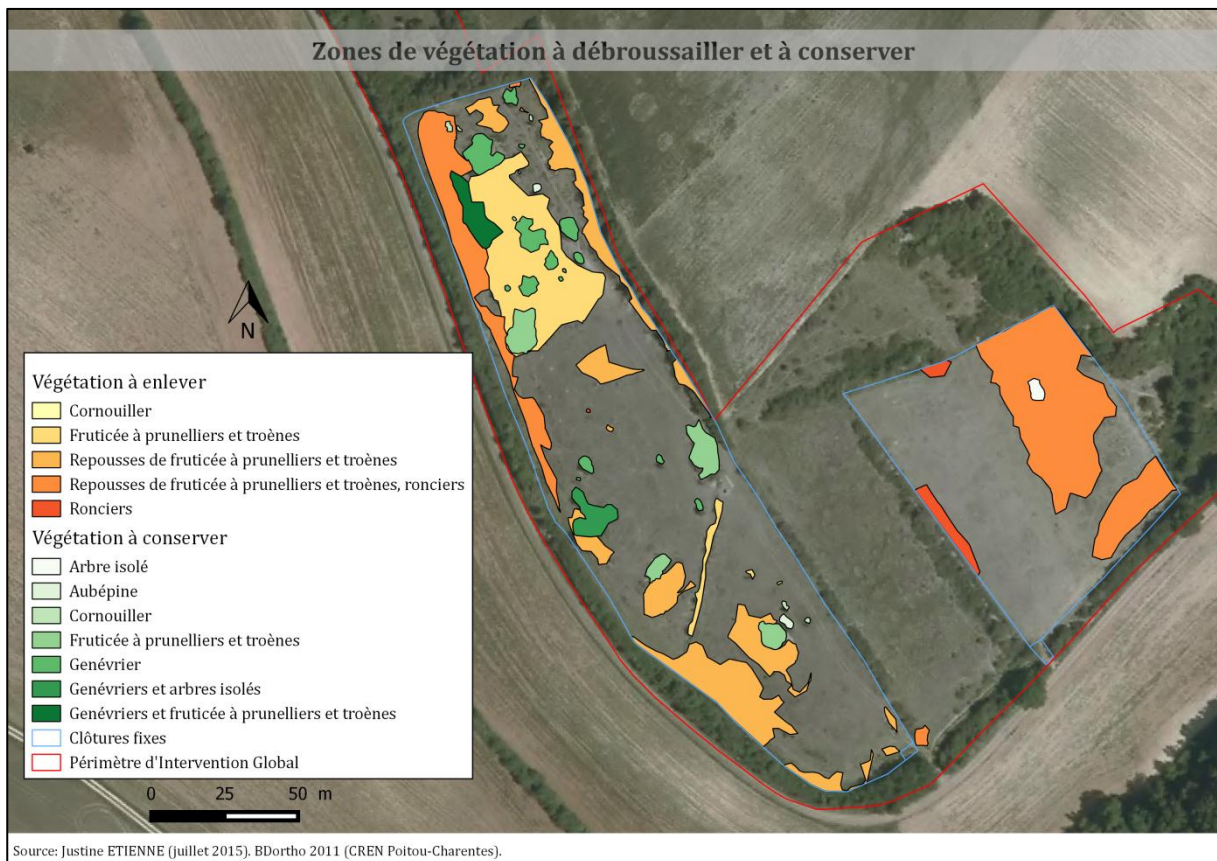 Zones de végétation à débroussailler et à conserver
N
Végétation à enlever
Cornouiller
Fruticée à prunelliers et troènes
Repousses de fruticée à prunelliers et troènes
Repousses de fruticée à prunelliers et troènes, ronciers
Ronciers
Végétation à conserver
Arbre isolé
Aubépine
Cornouiller
Fruticée à prunelliers et troènes
Genévrier
Genévriers et arbres isolés
Genévriers et fruticée à prunelliers et troènes
Clôtures fixes
Périmètre d'Intervention Global
0 25 50 m
Source: Justine ETIENNE (juillet 2015). BDortho 2011 (CREN Poitou-Charentes).